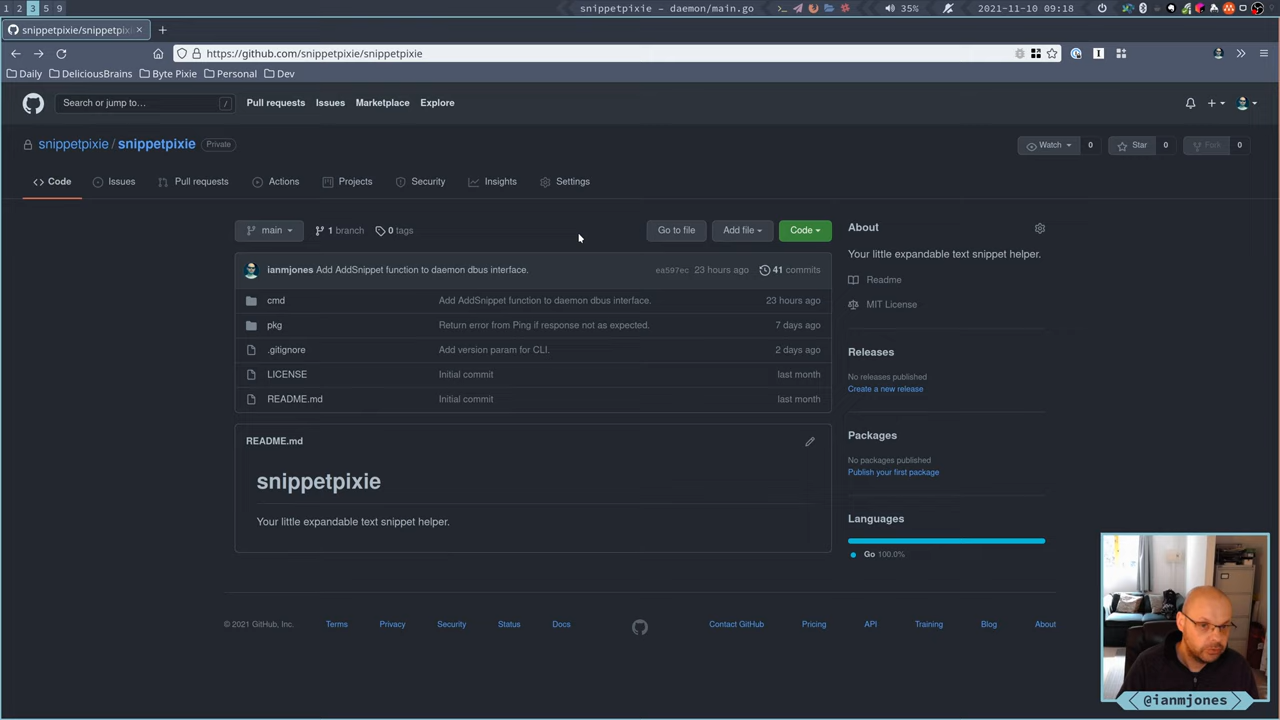 1 2 3 5 9
snippetpixie – daemon/main.go
35%
2021-11-10 09:18
snippetpixie/snippetpixi
https://github.com/snippetpixie/snippetpixie
Daily
DeliciousBrains
Byte Pixie
Personal
Dev
Search or jump to…
/
Pull requests
Issues
Marketplace
Explore
snippetpixie / snippetpixie
Private
Watch 0
Star 0
Fork 0
Code
Issues
Pull requests
Actions
Projects
Security
Insights
Settings
main
1 branch
0 tags
Go to file
Add file
Code
ianmjones Add AddSnippet function to daemon dbus interface.
ea597ec 23 hours ago
41 commits
cmd Add AddSnippet function to daemon dbus interface. 23 hours ago
pkg Return error from Ping if response not as expected. 7 days ago
.gitignore Add version param for CLI. 2 days ago
LICENSE Initial commit last month
README.md Initial commit last month
README.md
snippetpixie
Your little expandable text snippet helper.
About
Your little expandable text snippet helper.
Readme
MIT License
Releases
No releases published
Create a new release
Packages
No packages published
Publish your first package
Languages
Go 100.0%
© 2021 GitHub, Inc.
Terms
Privacy
Security
Status
Docs
Contact GitHub
Pricing
API
Training
Blog
About
@ianmjones